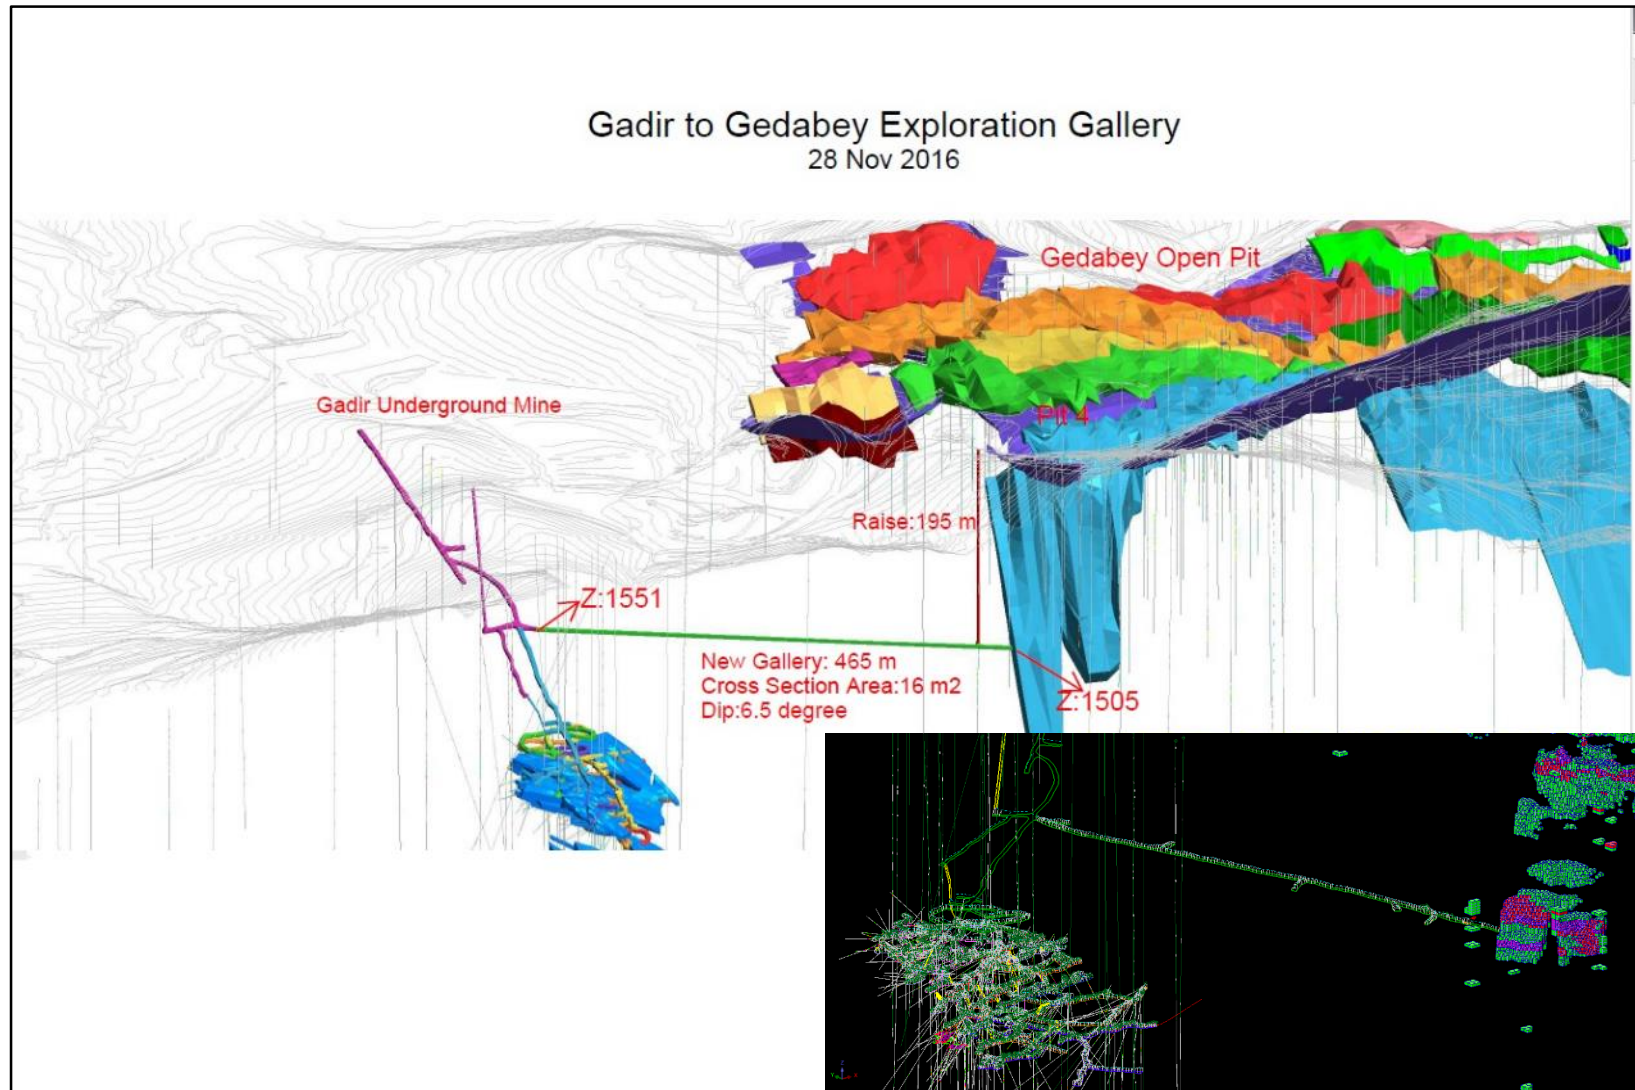 Gadir to Gedabey Exploration Gallery
28 Nov 2016
Gedabey Open Pit
Gadir Underground Mine
Pit 4
Raise:195 m
Z:1551
New Gallery: 465 m
Cross Section Area:16 m2
Dip:6.5 degree
Z:1505